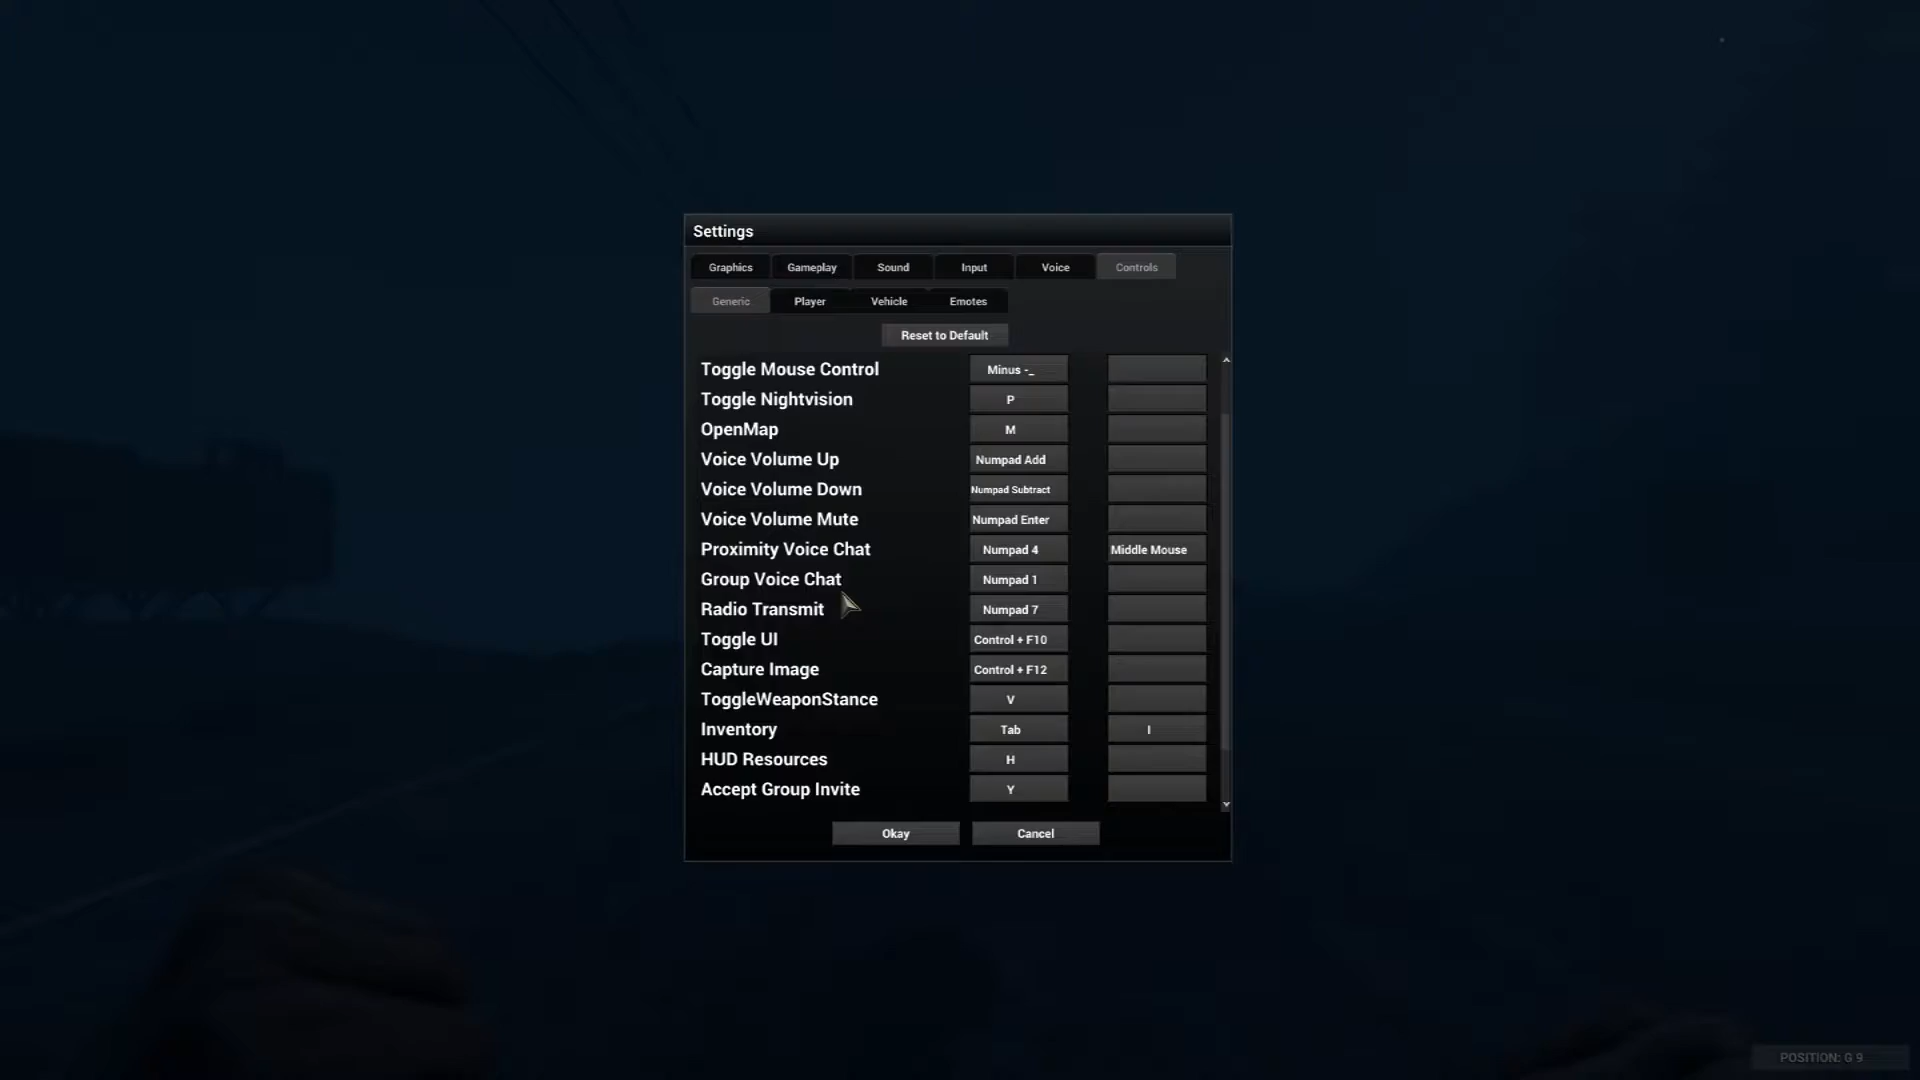 Settings
Graphics Gameplay Sound Input Voice Controls
Generic Player Vehicle Emotes
Reset to Default
Toggle Mouse Control Minus -_
Toggle Nightvision P
OpenMap M
Voice Volume Up Numpad Add
Voice Volume Down Numpad Subtract
Voice Volume Mute Numpad Enter
Proximity Voice Chat Numpad 4 Middle Mouse
Group Voice Chat Numpad 1
Radio Transmit Numpad 7
Toggle UI Control + F10
Capture Image Control + F12
ToggleWeaponStance V
Inventory Tab I
HUD Resources H
Accept Group Invite Y
Okay Cancel
POSITION: G 9